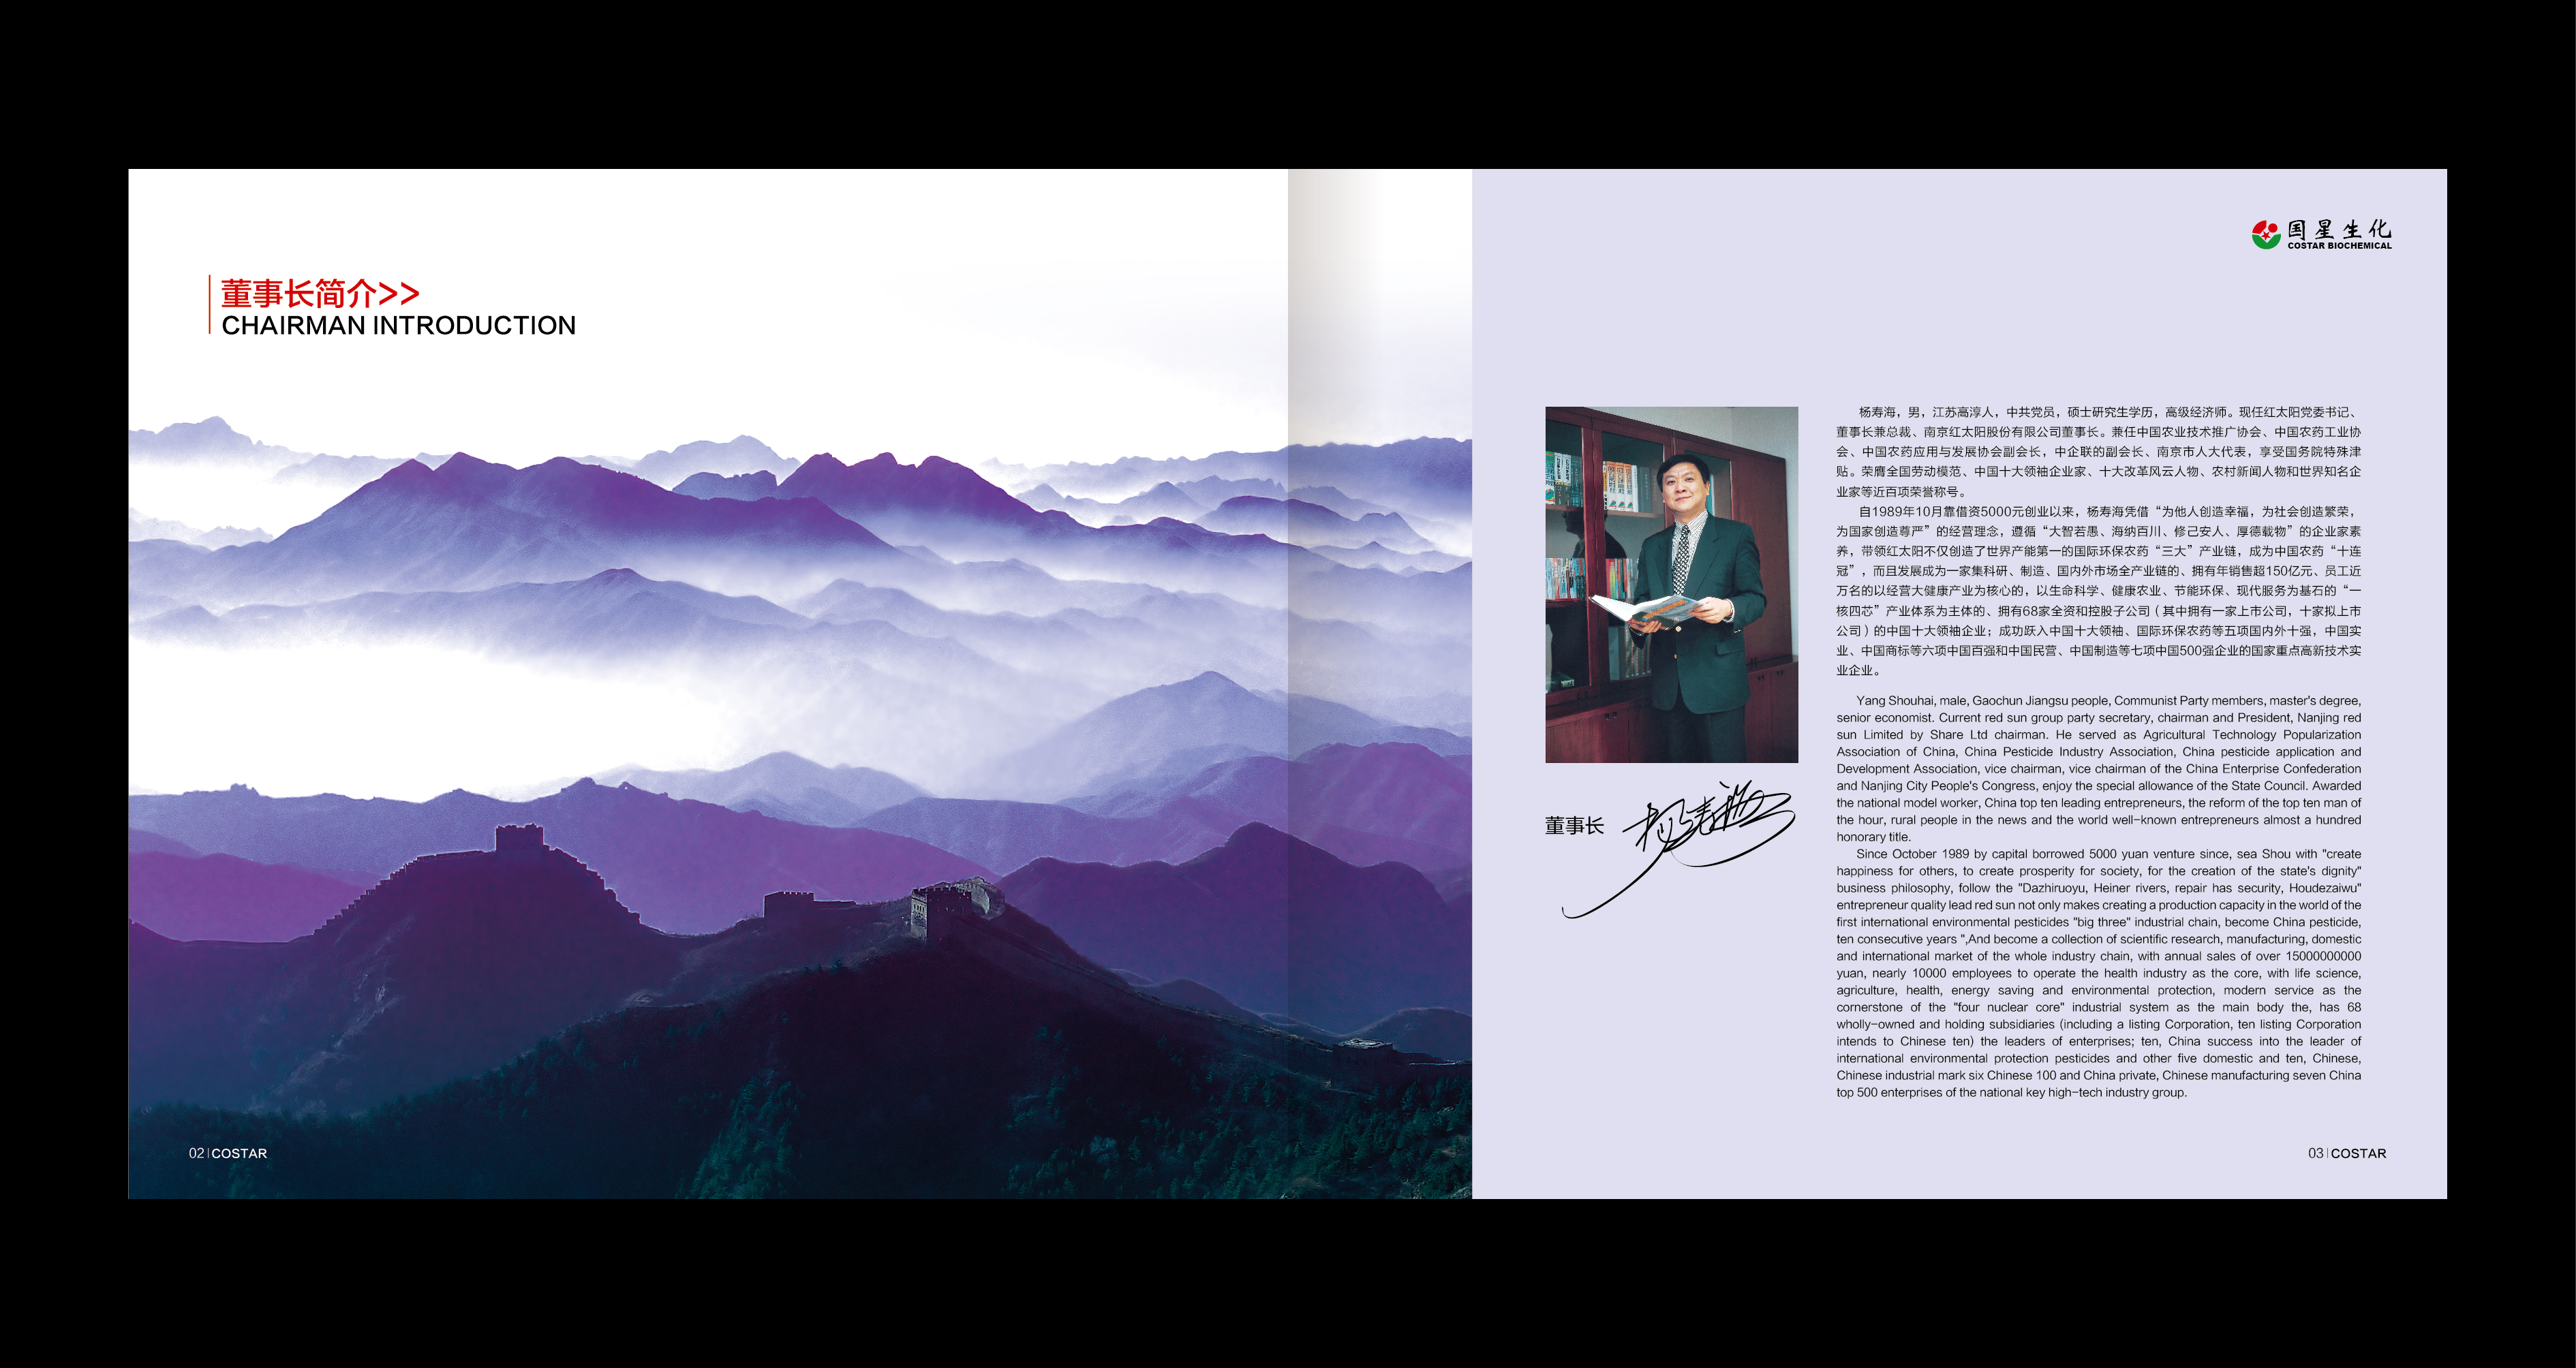 董事长简介>>
CHAIRMAN INTRODUCTION
02 | COSTAR
国星生化
COSTAR BIOCHEMICAL
杨寿海，男，江苏高淳人，中共党员，硕士研究生学历，高级经济师。现任红太阳党委书记、
董事长兼总裁、南京红太阳股份有限公司董事长。兼任中国农业技术推广协会、中国农药工业协
会、中国农药应用与发展协会副会长，中企联的副会长、南京市人大代表，享受国务院特殊津
贴。荣膺全国劳动模范、中国十大领袖企业家、十大改革风云人物、农村新闻人物和世界知名企
业家等近百项荣誉称号。
自1989年10月靠借资5000元创业以来，杨寿海凭借“为他人创造幸福，为社会创造繁荣，
为国家创造尊严”的经营理念，遵循“大智若愚、海纳百川、修己安人、厚德载物”的企业家素
养，带领红太阳不仅创造了世界产能第一的国际环保农药“三大”产业链，成为中国农药“十连
冠”，而且发展成为一家集科研、制造、国内外市场全产业链的、拥有年销售超150亿元、员工近
万名的以经营大健康产业为核心的，以生命科学、健康农业、节能环保、现代服务为基石的“一
核四芯”产业体系为主体的、拥有68家全资和控股子公司（其中拥有一家上市公司，十家拟上市
公司）的中国十大领袖企业；成功跃入中国十大领袖、国际环保农药等五项国内外十强，中国实
业、中国商标等六项中国百强和中国民营、中国制造等七项中国500强企业的国家重点高新技术实
业企业。
Yang Shouhai, male, Gaochun Jiangsu people, Communist Party members, master's degree,
senior economist. Current red sun group party secretary, chairman and President, Nanjing red
sun Limited by Share Ltd chairman. He served as Agricultural Technology Popularization
Association of China, China Pesticide Industry Association, China pesticide application and
Development Association, vice chairman, vice chairman of the China Enterprise Confederation
and Nanjing City People's Congress, enjoy the special allowance of the State Council. Awarded
the national model worker, China top ten leading entrepreneurs, the reform of the top ten man of
the hour, rural people in the news and the world well-known entrepreneurs almost a hundred
honorary title.
Since October 1989 by capital borrowed 5000 yuan venture since, sea Shou with "create
happiness for others, to create prosperity for society, for the creation of the state's dignity"
business philosophy, follow the "Dazhiruoyu, Heiner rivers, repair has security, Houdezaiwu"
entrepreneur quality lead red sun not only makes creating a production capacity in the world of the
first international environmental pesticides "big three" industrial chain, become China pesticide,
ten consecutive years ",And become a collection of scientific research, manufacturing, domestic
and international market of the whole industry chain, with annual sales of over 15000000000
yuan, nearly 10000 employees to operate the health industry as the core, with life science,
agriculture, health, energy saving and environmental protection, modern service as the
cornerstone of the "four nuclear core" industrial system as the main body the, has 68
wholly-owned and holding subsidiaries (including a listing Corporation, ten listing Corporation
intends to Chinese ten) the leaders of enterprises; ten, China success into the leader of
international environmental protection pesticides and other five domestic and ten, Chinese,
Chinese industrial mark six Chinese 100 and China private, Chinese manufacturing seven China
top 500 enterprises of the national key high-tech industry group.
董事长 杨寿海
03 | COSTAR